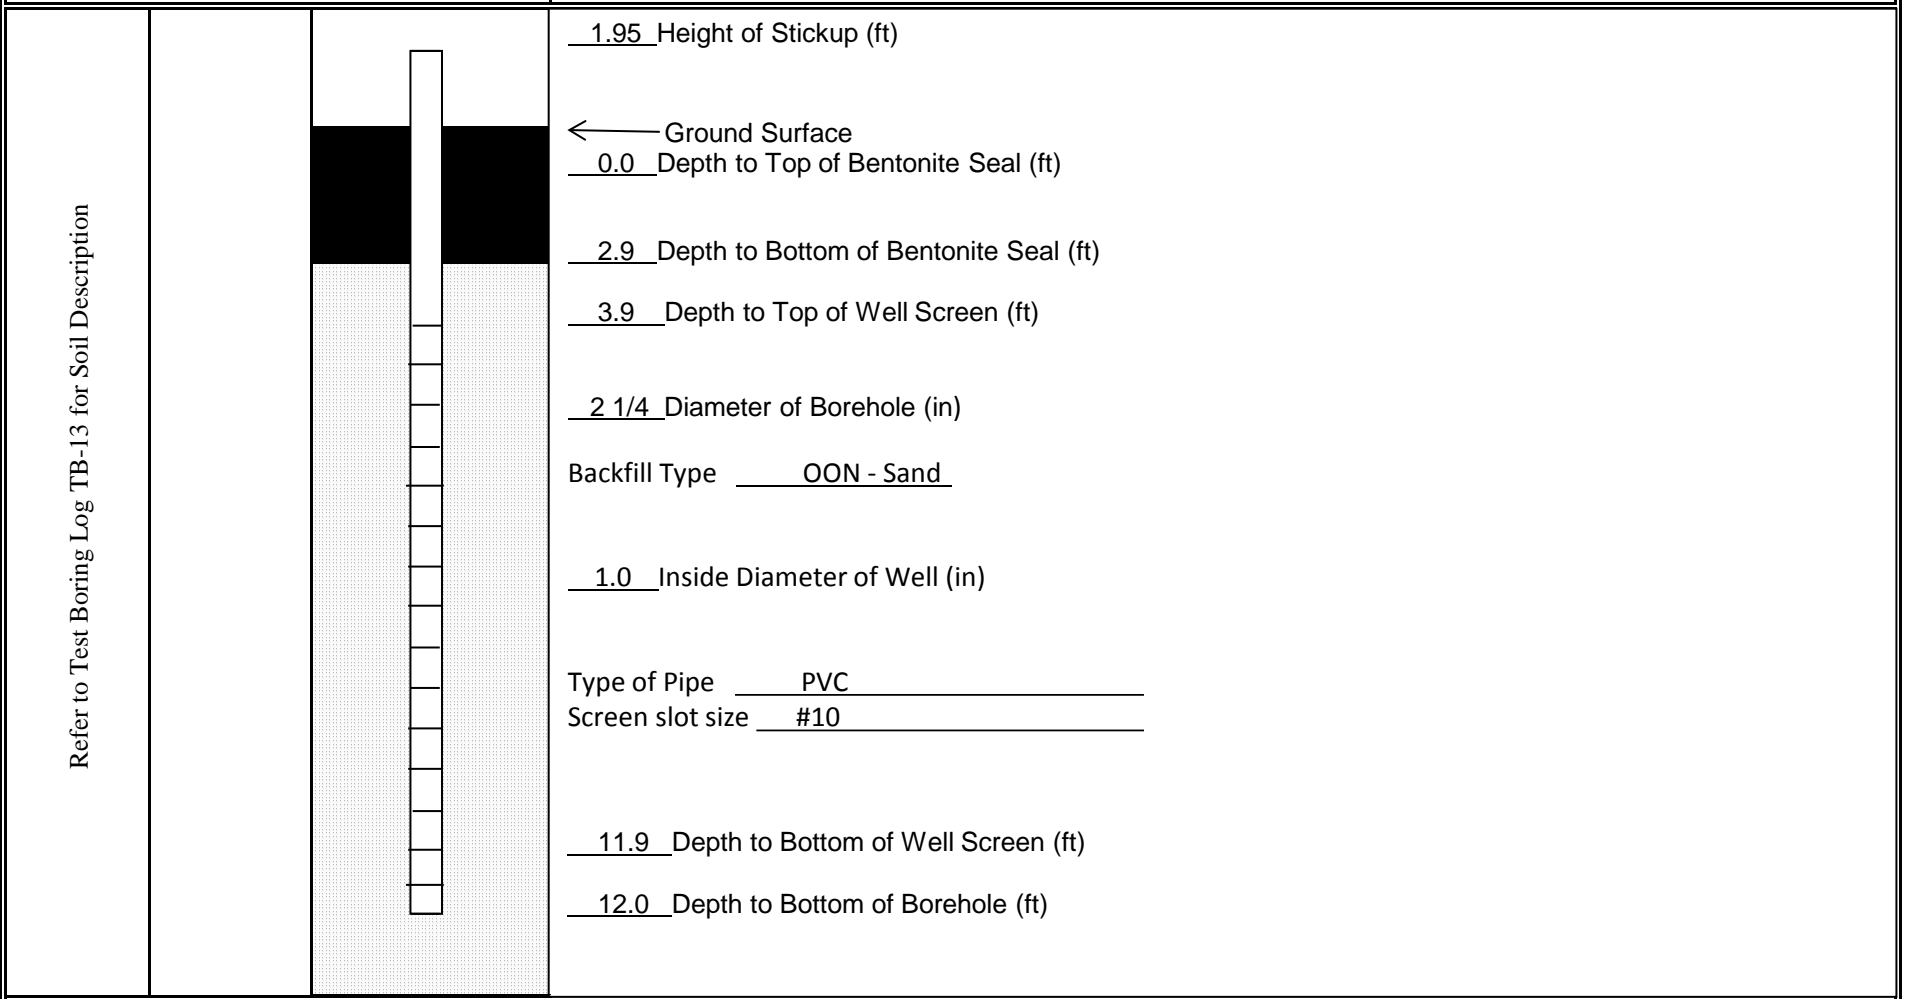 Refer to Test Boring Log TB-13 for Soil Description
1.95 Height of Stickup (ft)
Ground Surface
0.0 Depth to Top of Bentonite Seal (ft)
2.9 Depth to Bottom of Bentonite Seal (ft)
3.9 Depth to Top of Well Screen (ft)
2 1/4 Diameter of Borehole (in)
Backfill Type OON - Sand
1.0 Inside Diameter of Well (in)
Type of Pipe PVC
Screen slot size #10
11.9 Depth to Bottom of Well Screen (ft)
12.0 Depth to Bottom of Borehole (ft)